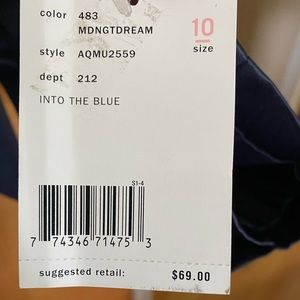 color 483 10
MDNGTDREAM size
style AQMU2559
dept 212
INTO THE BLUE
S1-4
7 74346 71475 3
suggested retail: $69.00